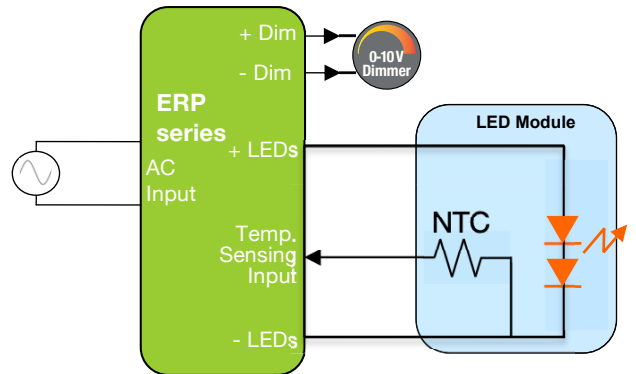 + Dim
- Dim
0-10V
Dimmer
ERP
series
+ LEDs
AC
Input
Temp.
Sensing
Input
- LEDs
LED Module
NTC